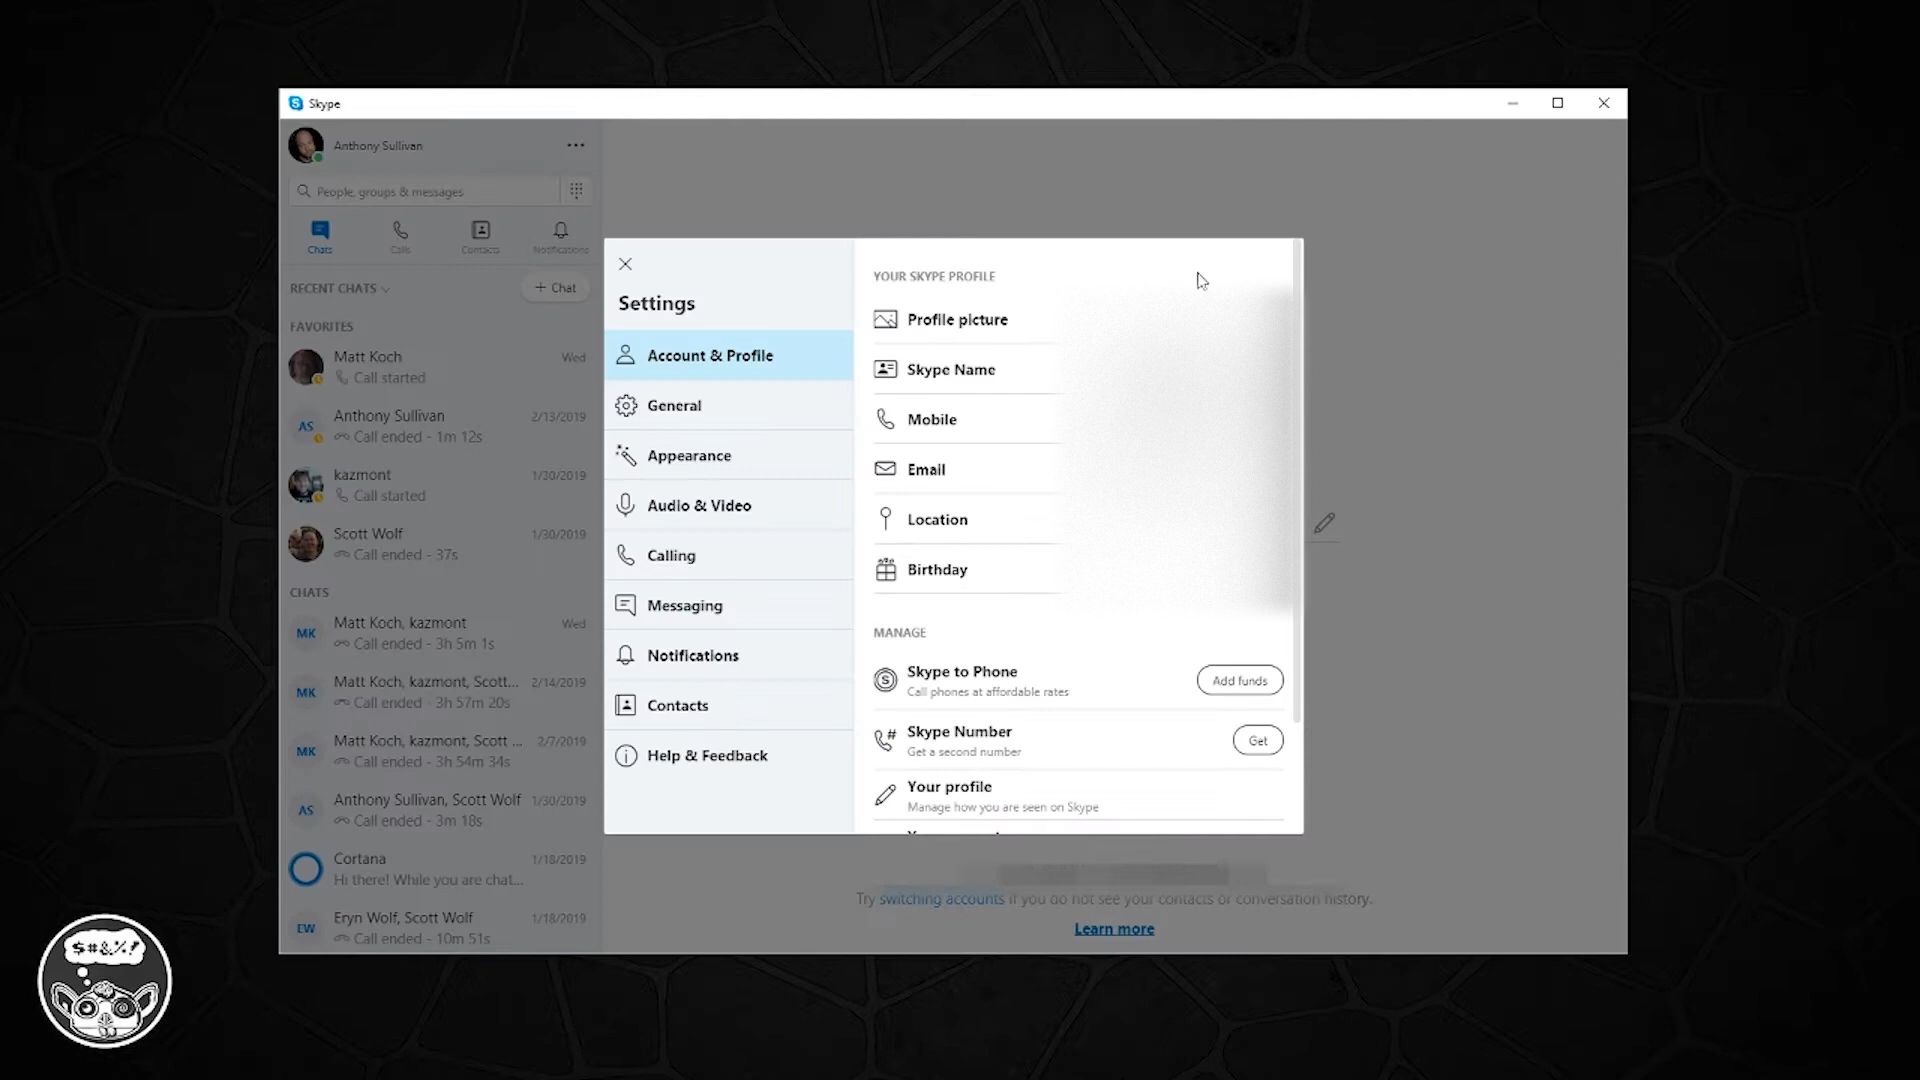 Skype
Anthony Sullivan
People, groups & messages
Chats
Calls
Contacts
Notifications
RECENT CHATS
+ Chat
FAVORITES
Matt Koch
Wed
Call started
AS
Anthony Sullivan
2/13/2019
Call ended - 1m 12s
kazmont
1/30/2019
Call started
Scott Wolf
1/30/2019
Call ended - 37s
CHATS
MK
Matt Koch, kazmont
Wed
Call ended - 3h 5m 1s
MK
Matt Koch, kazmont, Scott...
2/14/2019
Call ended - 3h 57m 20s
MK
Matt Koch, kazmont, Scott ...
2/7/2019
Call ended - 3h 54m 34s
AS
Anthony Sullivan, Scott Wolf
1/30/2019
Call ended - 3m 18s
Cortana
1/18/2019
Hi there! While you are chat...
EW
Eryn Wolf, Scott Wolf
1/18/2019
Call ended - 10m 51s
Settings
Account & Profile
General
Appearance
Audio & Video
Calling
Messaging
Notifications
Contacts
Help & Feedback
YOUR SKYPE PROFILE
Profile picture
Skype Name
Mobile
Email
Location
Birthday
MANAGE
Skype to Phone
Call phones at affordable rates
Add funds
Skype Number
Get a second number
Get
Your profile
Manage how you are seen on Skype
Try switching accounts if you do not see your contacts or conversation history.
Learn more
$#&%!